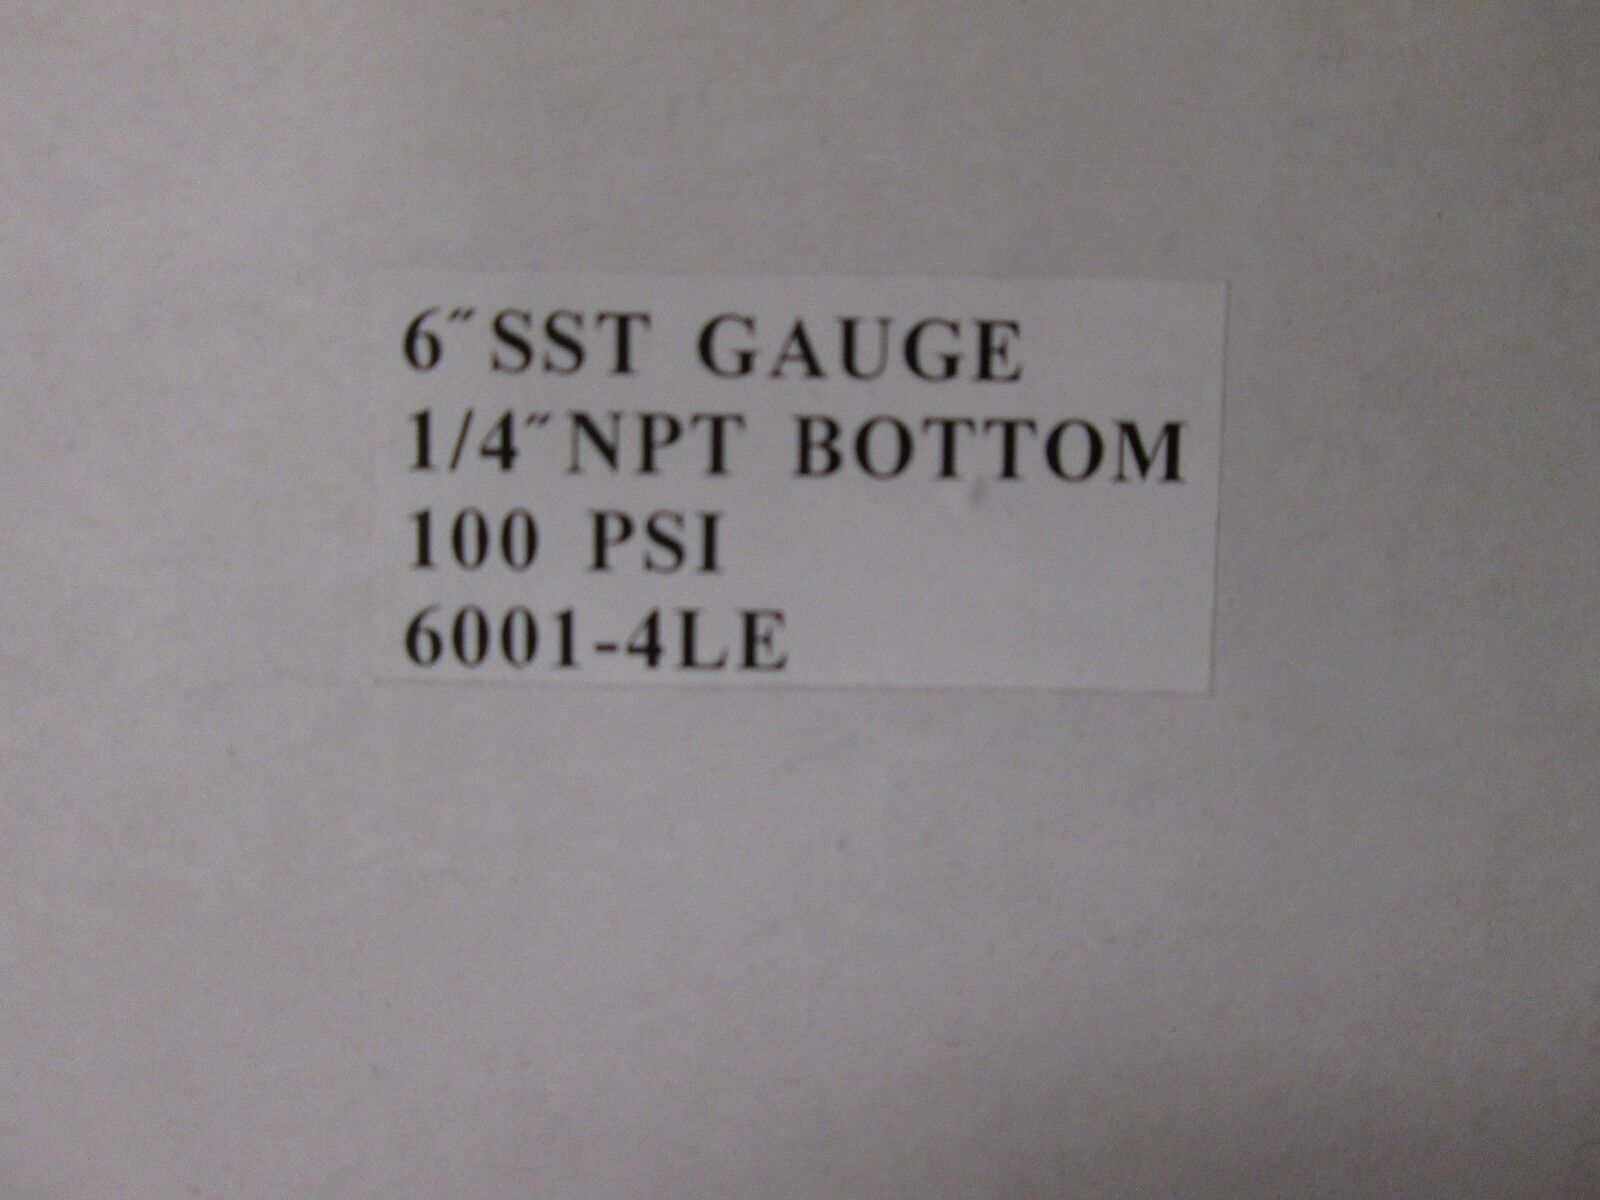 6"SST GAUGE
1/4"NPT BOTTOM
100 PSI
6001-4LE